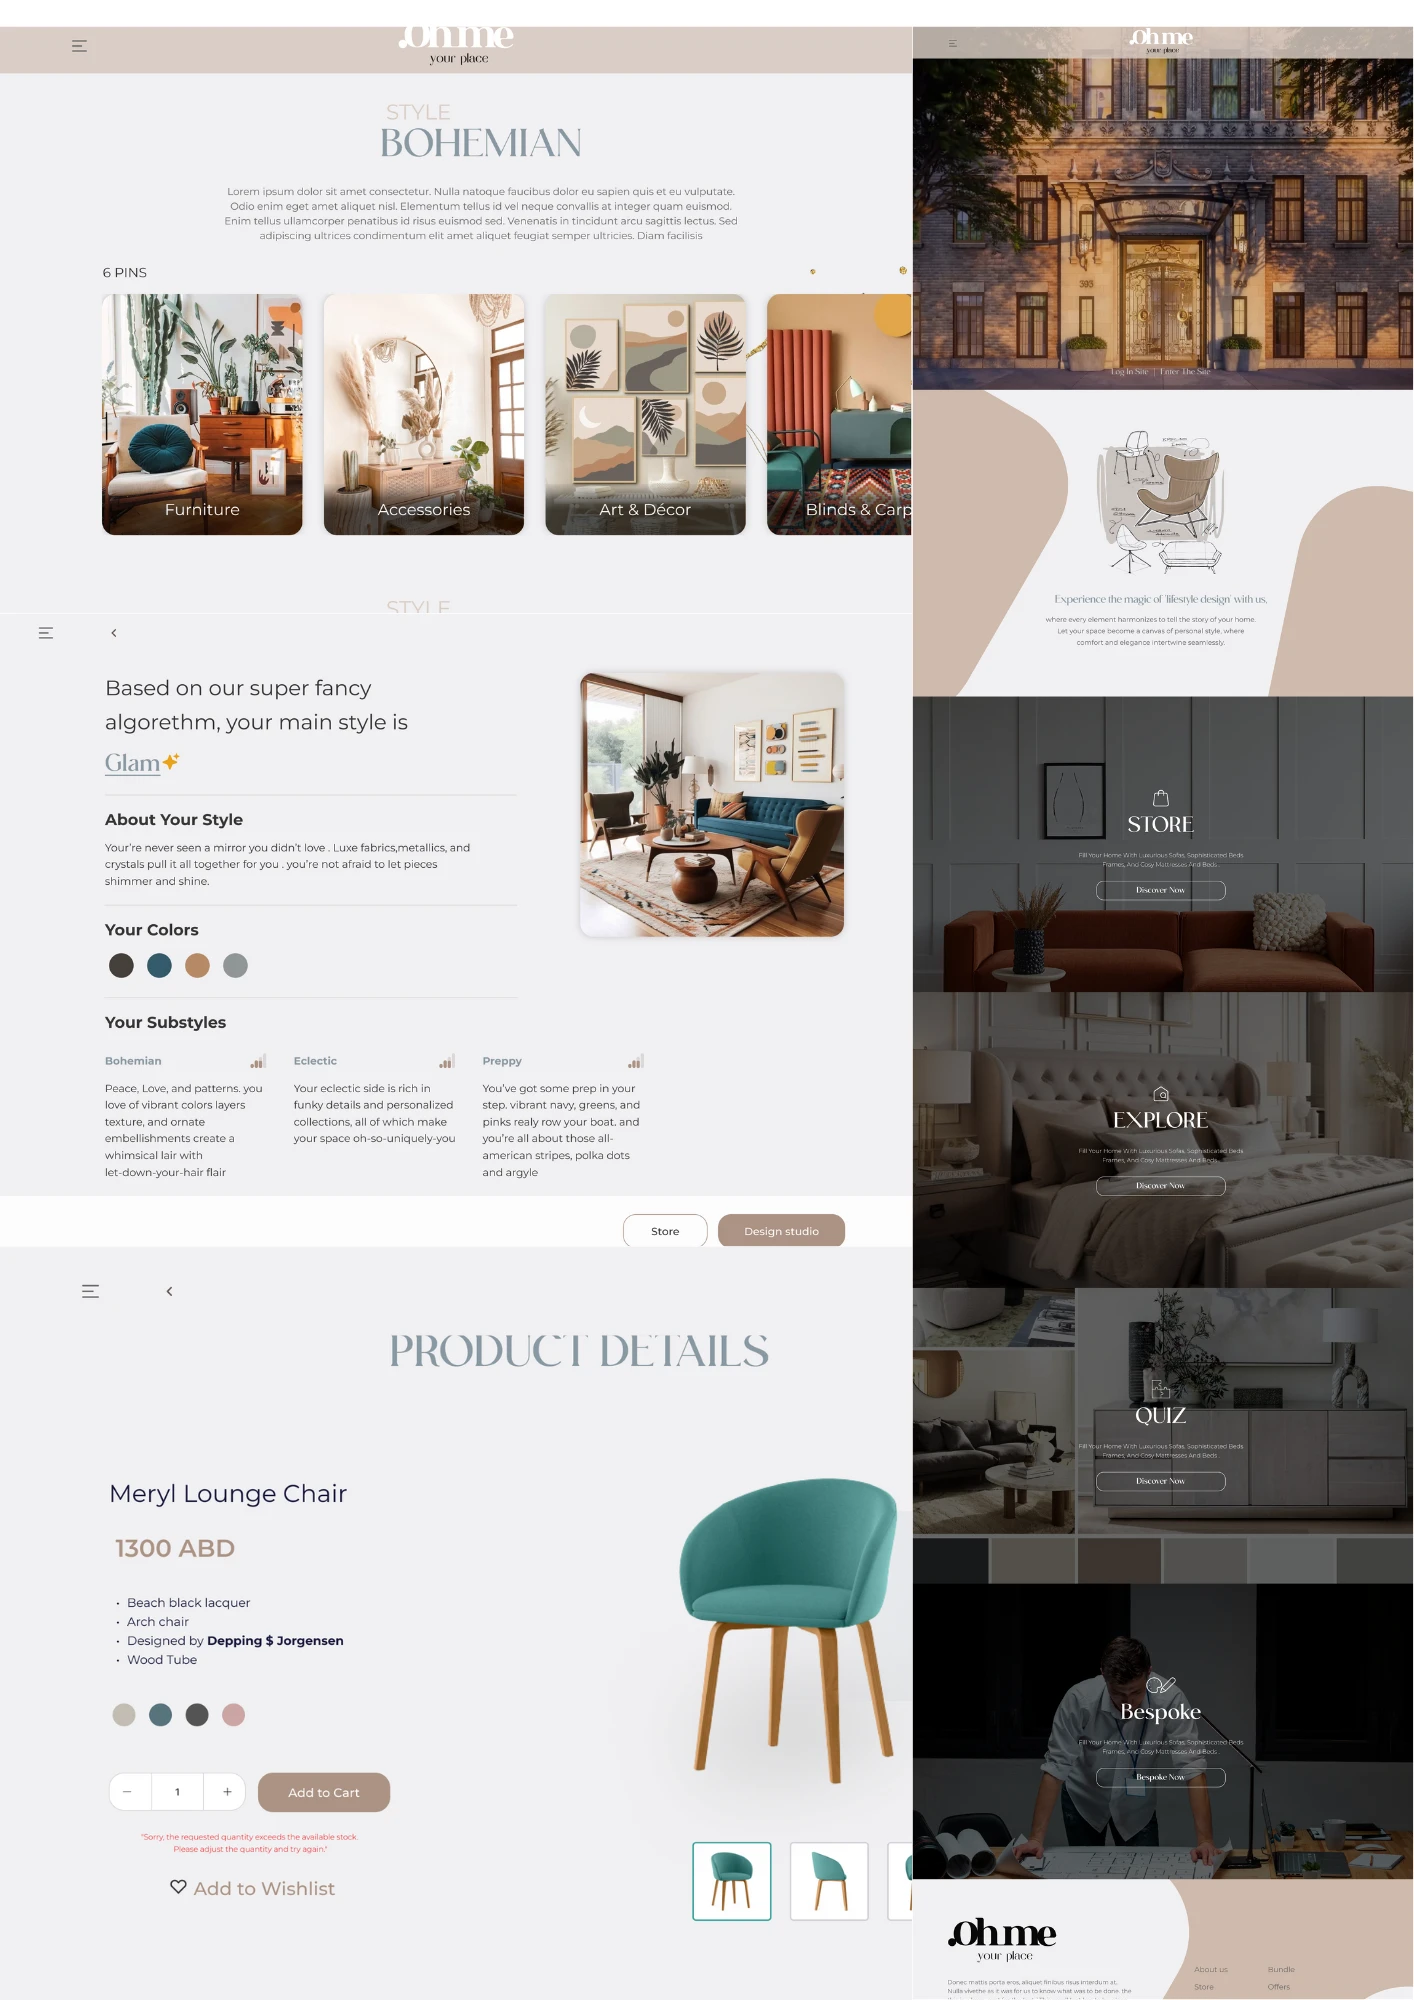 .Oh me
your place
STYLE
BOHEMIAN
Lorem ipsum dolor sit amet consectetur. Nulla natoque faucibus dolor eu sapien quis et eu vulputate.
Odio enim eget amet aliquet nisl. Elementum tellus id vel neque convallis at integer quam euismod.
Enim tellus ullamcorper penatibus id risus euismod sed. Venenatis in tincidunt arcu sagittis lectus. Sed
adipiscing ultrices condimentum elit amet aliquet feugiat semper ultricies. Diam facilisis
6 PINS
Furniture
Accessories
Art & Décor
Blinds & Carp
STYLE
Based on our super fancy
algorethm, your main style is
Glam
About Your Style
Your're never seen a mirror you didn't love . Luxe fabrics,metallics, and
crystals pull it all together for you . you're not afraid to let pieces
shimmer and shine.
Your Colors
Your Substyles
Bohemian
Peace, Love, and patterns. you
love of vibrant colors layers
texture, and ornate
embellishments create a
whimsical lair with
let-down-your-hair flair
Eclectic
Your eclectic side is rich in
funky details and personalized
collections, all of which make
your space oh-so-uniquely-you
Preppy
You've got some prep in your
step. vibrant navy, greens, and
pinks realy row your boat. and
you're all about those all-
american stripes, polka dots
and argyle
Store
Design studio
PRODUCT DETAILS
Meryl Lounge Chair
1300 ABD
• Beach black lacquer
• Arch chair
• Designed by Depping $ Jorgensen
• Wood Tube
− 1 +
Add to Cart
"Sorry, the requested quantity exceeds the available stock.
Please adjust the quantity and try again."
Add to Wishlist
.Oh me
your place
303
Log In Site | Enter The Site
Experience the magic of 'lifestyle design' with us,
where every element harmonizes to tell the story of your home.
Let your space become a canvas of personal style, where
comfort and elegance intertwine seamlessly.
STORE
Fill Your Home With Luxurious Sofas, Sophisticated Beds
Frames, And Cosy Mattresses And Beds .
Discover Now
EXPLORE
Fill Your Home With Luxurious Sofas, Sophisticated Beds
Frames, And Cosy Mattresses And Beds .
Discover Now
QUIZ
Fill Your Home With Luxurious Sofas, Sophisticated Beds
Frames, And Cosy Mattresses And Beds
Discover Now
Bespoke
Fill Your Home With Luxurious Sofas, Sophisticated Beds
Frames, And Cosy Mattresses And Beds .
Bespoke Now
.Oh me
your place
Donec mattis porta eros, aliquet finibus risus interdum at.
Nulla vivethe as it was for us to know what was to be done. the
About us
Bundle
Store
Offers